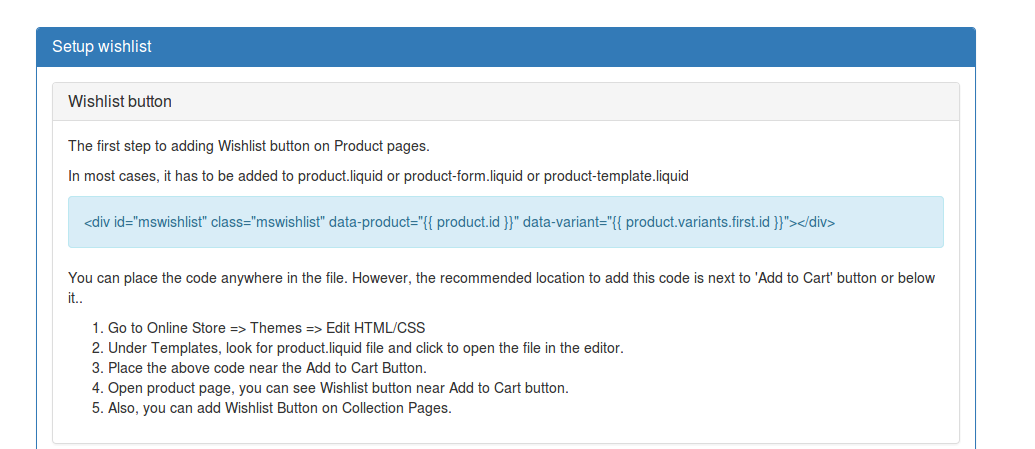 Setup wishlist
Wishlist button
The first step to adding Wishlist button on Product pages.
In most cases, it has to be added to product.liquid or product-form.liquid or product-template.liquid
<div id="mswishlist" class="mswishlist" data-product="{{ product.id }}" data-variant="{{ product.variants.first.id }}"></div>
You can place the code anywhere in the file. However, the recommended location to add this code is next to 'Add to Cart' button or below
it..
1. Go to Online Store => Themes => Edit HTML/CSS
2. Under Templates, look for product.liquid file and click to open the file in the editor.
3. Place the above code near the Add to Cart Button.
4. Open product page, you can see Wishlist button near Add to Cart button.
5. Also, you can add Wishlist Button on Collection Pages.